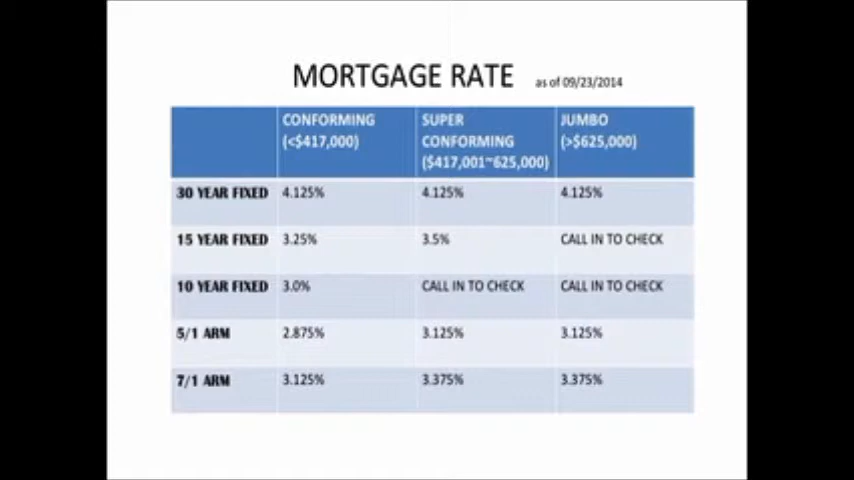 MORTGAGE RATE as of 09/23/2014
CONFORMING (<$417,000) SUPER CONFORMING ($417,001~625,000) JUMBO (>$625,000)
30 YEAR FIXED 4.125% 4.125% 4.125%
15 YEAR FIXED 3.25% 3.5% CALL IN TO CHECK
10 YEAR FIXED 3.0% CALL IN TO CHECK CALL IN TO CHECK
5/1 ARM 2.875% 3.125% 3.125%
7/1 ARM 3.125% 3.375% 3.375%